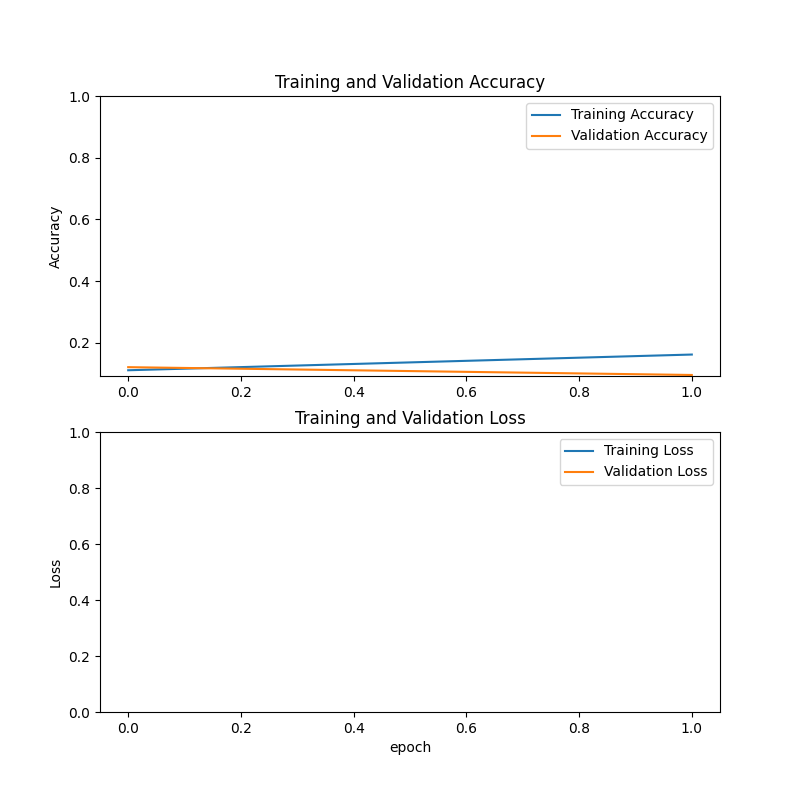 Training and Validation Accuracy
1.0
0.8
0.6
0.4
0.2
Accuracy
Training Accuracy
Validation Accuracy
0.0 0.2 0.4 0.6 0.8 1.0
Training and Validation Loss
1.0
0.8
0.6
0.4
0.2
0.0
Loss
Training Loss
Validation Loss
0.0 0.2 0.4 0.6 0.8 1.0
epoch